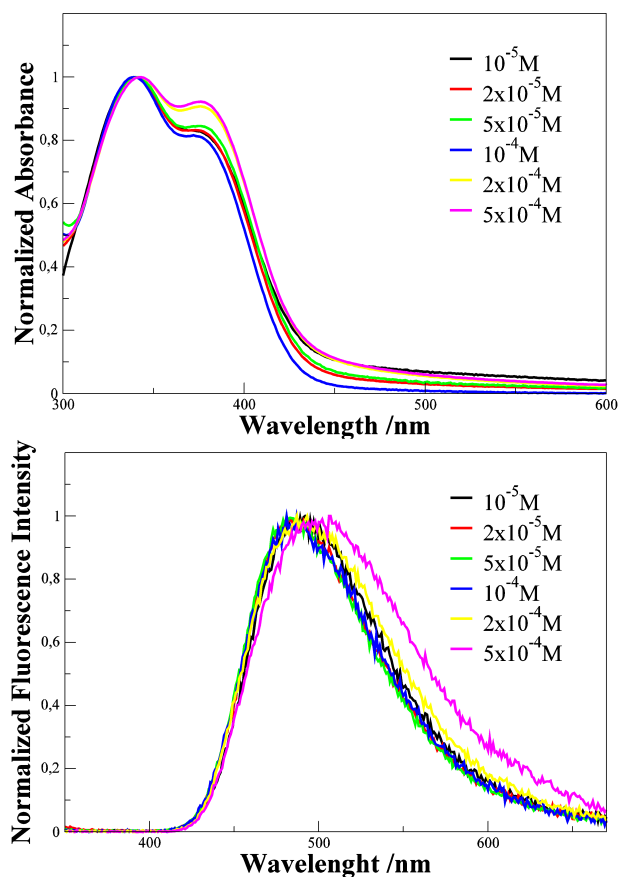 Normalized Absorbance
1
0,8
0,6
0,4
0,2
0
300
400
500
600
Wavelength /nm
10⁻⁵M
2x10⁻⁵M
5x10⁻⁵M
10⁻⁴M
2x10⁻⁴M
5x10⁻⁴M
Normalized Fluorescence Intensity
1
0,8
0,6
0,4
0,2
0
400
500
600
Wavelenght /nm
10⁻⁵M
2x10⁻⁵M
5x10⁻⁵M
10⁻⁴M
2x10⁻⁴M
5x10⁻⁴M